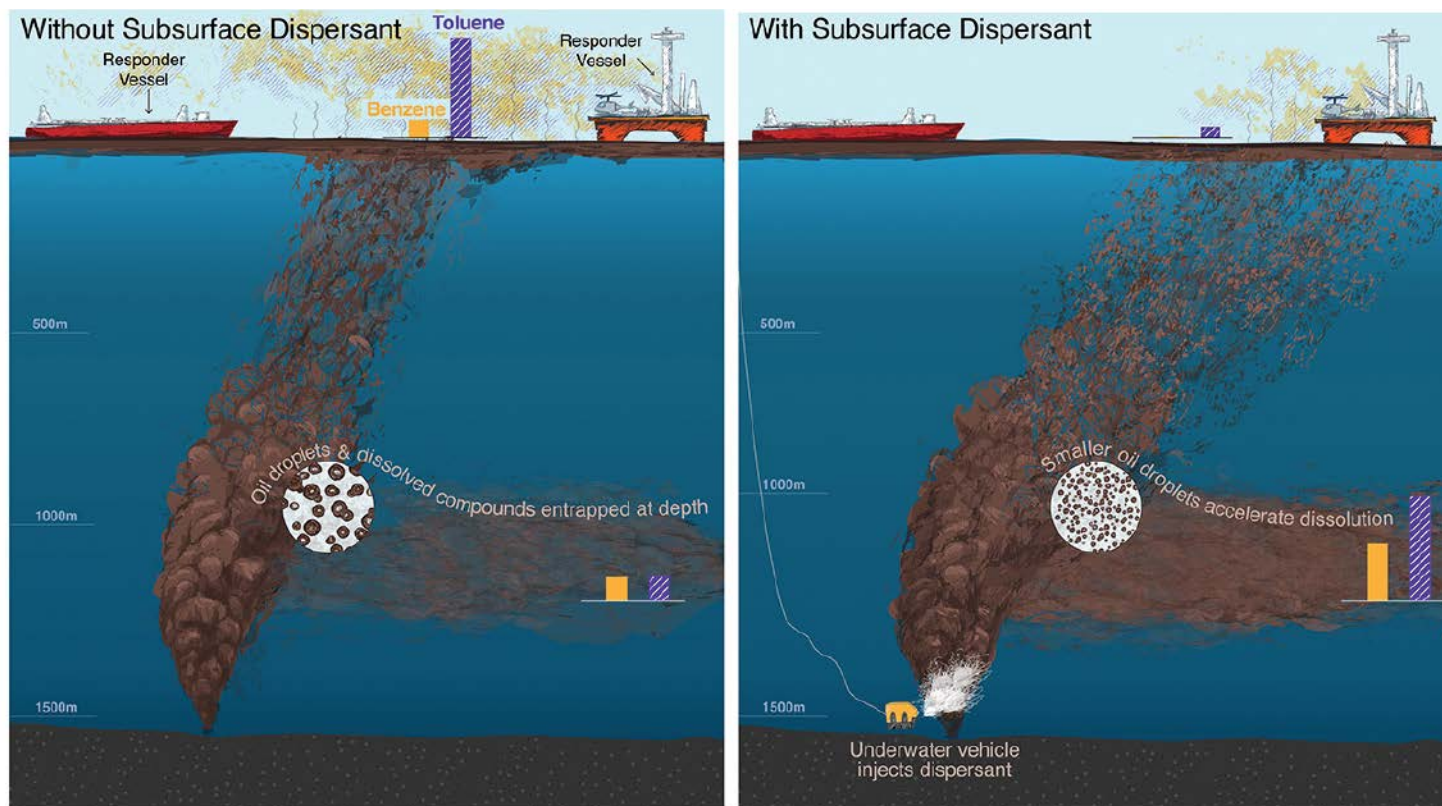 Without Subsurface Dispersant
Toluene
Responder
Vessel
Responder
Vessel
Benzene
500m
Oil droplets & dissolved compounds entrapped at depth
1000m
1500m
With Subsurface Dispersant
500m
Smaller oil droplets accelerate dissolution
1000m
1500m
Underwater vehicle
injects dispersant